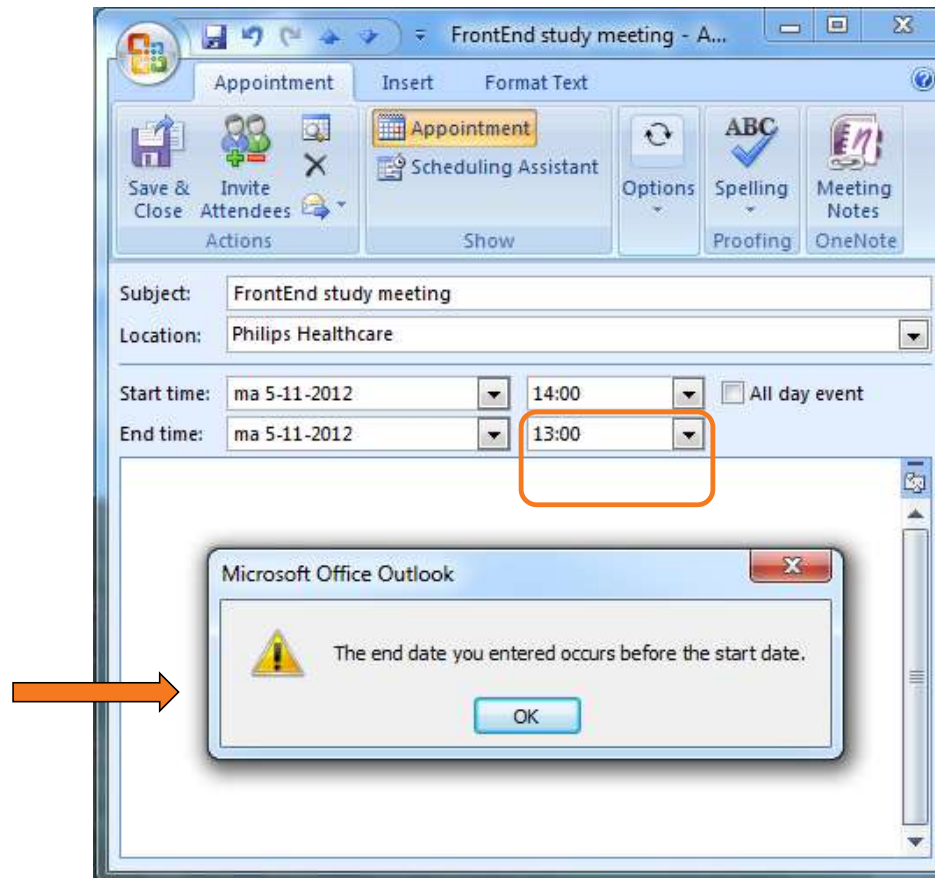 FrontEnd study meeting - A...
Appointment Insert Format Text
Save & Close
Invite Attendees
Appointment
Scheduling Assistant
Options
ABC
Spelling
Meeting Notes
Actions Show Proofing OneNote
Subject: FrontEnd study meeting
Location: Philips Healthcare
Start time: ma 5-11-2012 14:00 All day event
End time: ma 5-11-2012 13:00
Microsoft Office Outlook
The end date you entered occurs before the start date.
OK